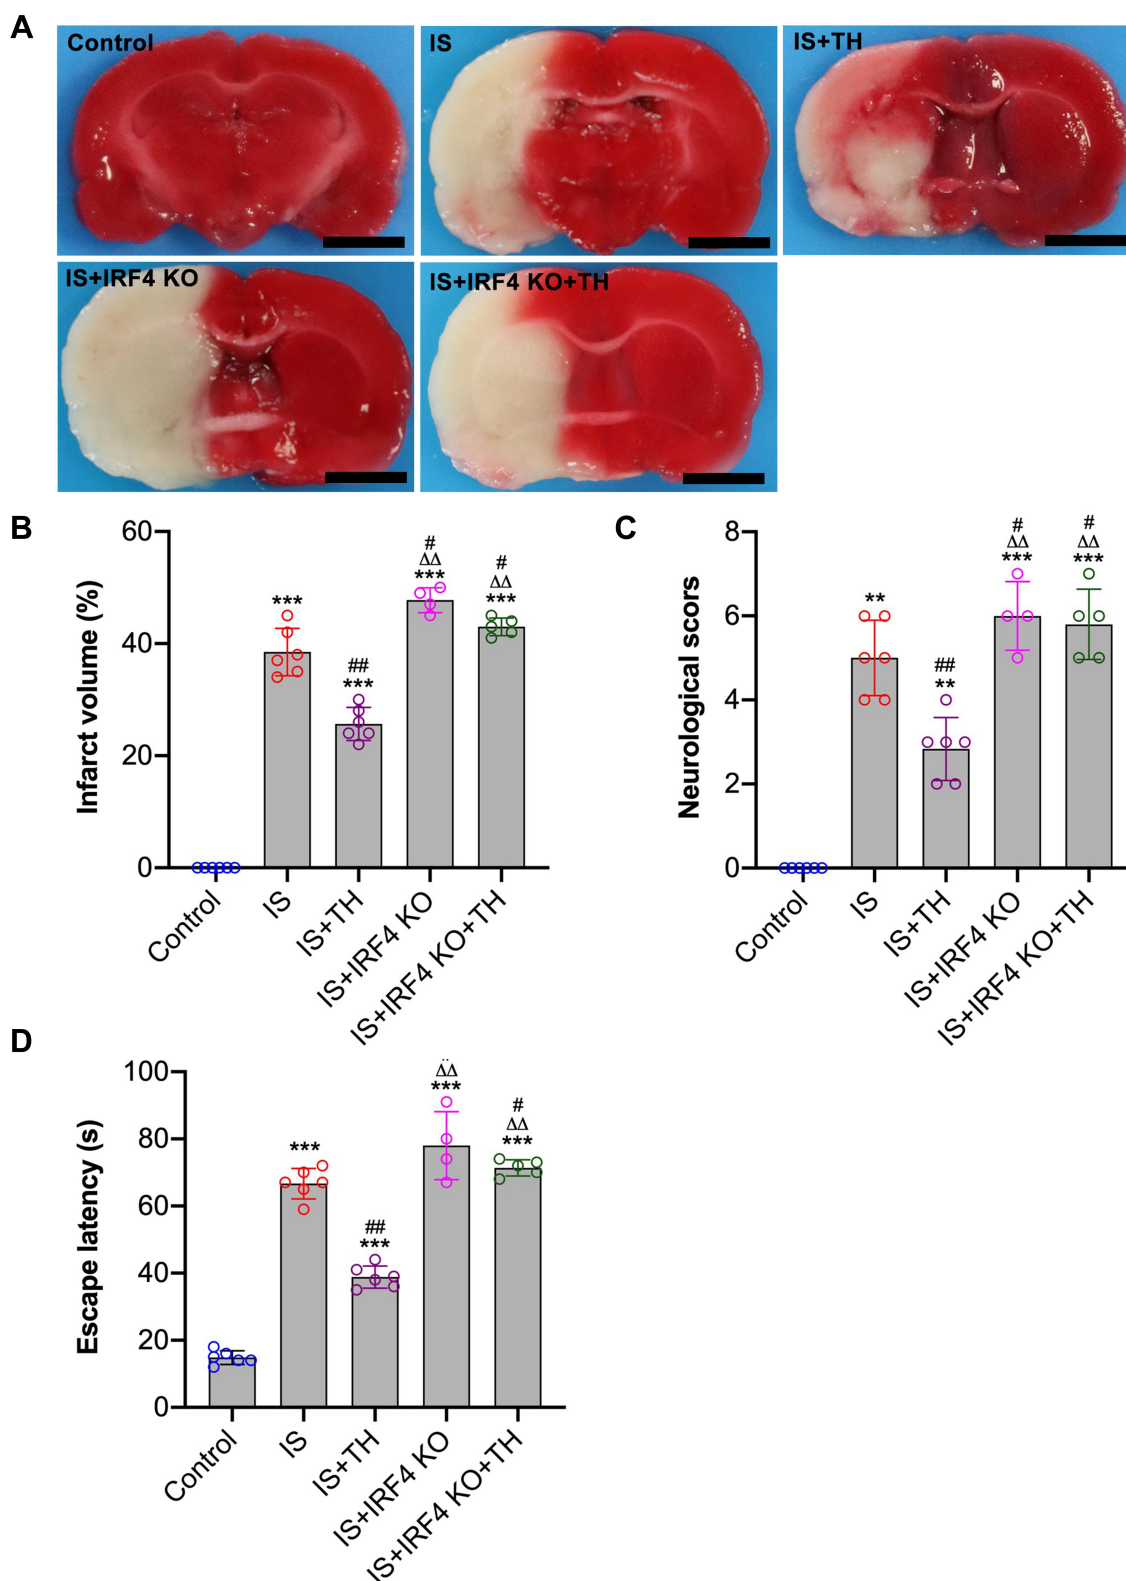 A
Control
IS
IS+TH
IS+IRF4 KO
IS+IRF4 KO+TH
B
Infarct volume (%)
60
40
20
0
***
##
***
#
ΔΔ
***
#
ΔΔ
***
Control
IS
IS+TH
IS+IRF4 KO
IS+IRF4 KO+TH
C
Neurological scors
8
6
4
2
0
**
##
**
#
ΔΔ
***
#
ΔΔ
***
Control
IS
IS+TH
IS+IRF4 KO
IS+IRF4 KO+TH
D
Escape latency (s)
100
80
60
40
20
0
***
##
***
ΔΔ
***
#
ΔΔ
***
Control
IS
IS+TH
IS+IRF4 KO
IS+IRF4 KO+TH